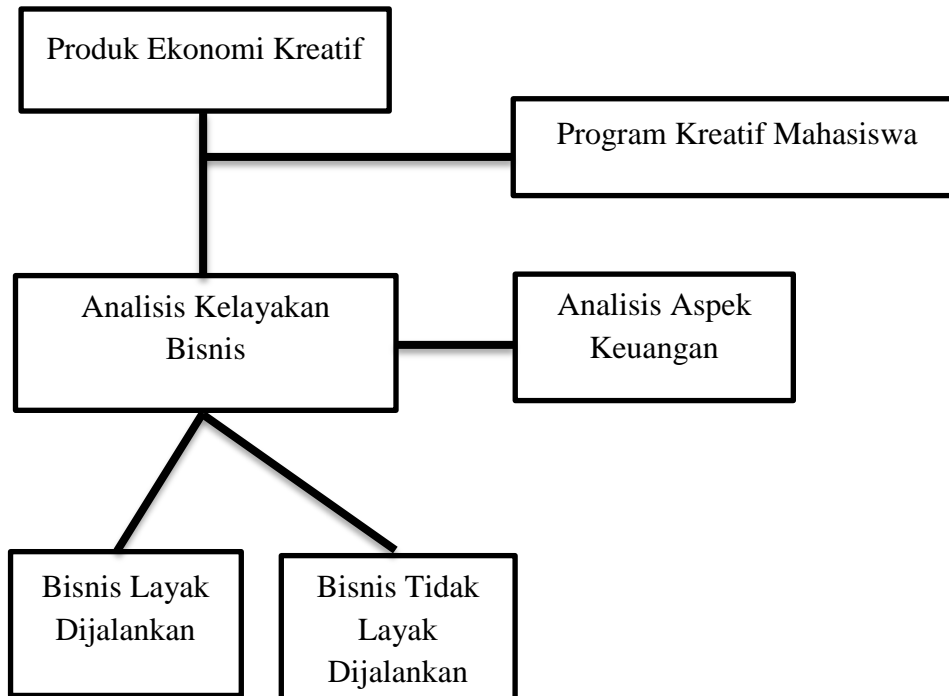 Produk Ekonomi Kreatif
Program Kreatif Mahasiswa
Analisis Kelayakan
Bisnis
Analisis Aspek
Keuangan
Bisnis Layak
Dijalankan
Bisnis Tidak
Layak
Dijalankan